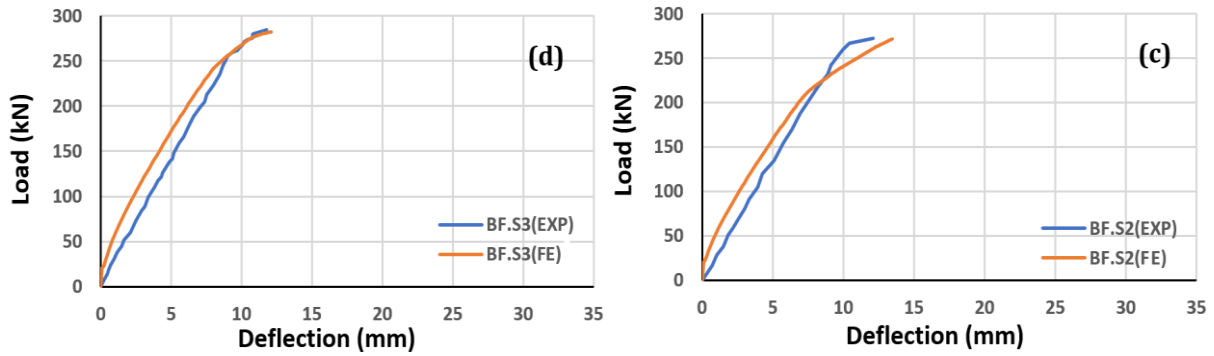 300
250
200
150
100
50
0
Load (kN)
(d)
BF.S3(EXP)
BF.S3(FE)
0 5 10 15 20 25 30 35
Deflection (mm)
300
250
200
150
100
50
0
Load (kN)
(c)
BF.S2(EXP)
BF.S2(FE)
0 5 10 15 20 25 30 35
Deflection (mm)